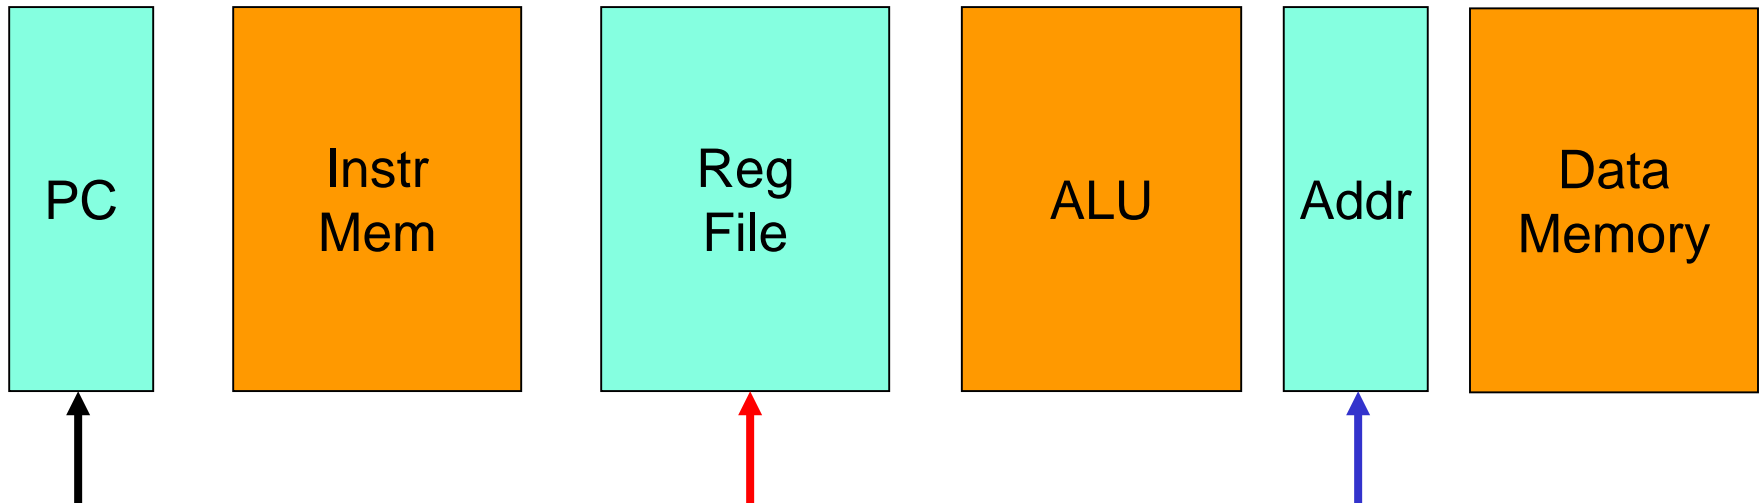 PC
Instr
Mem
Reg
File
ALU
Addr
Data
Memory